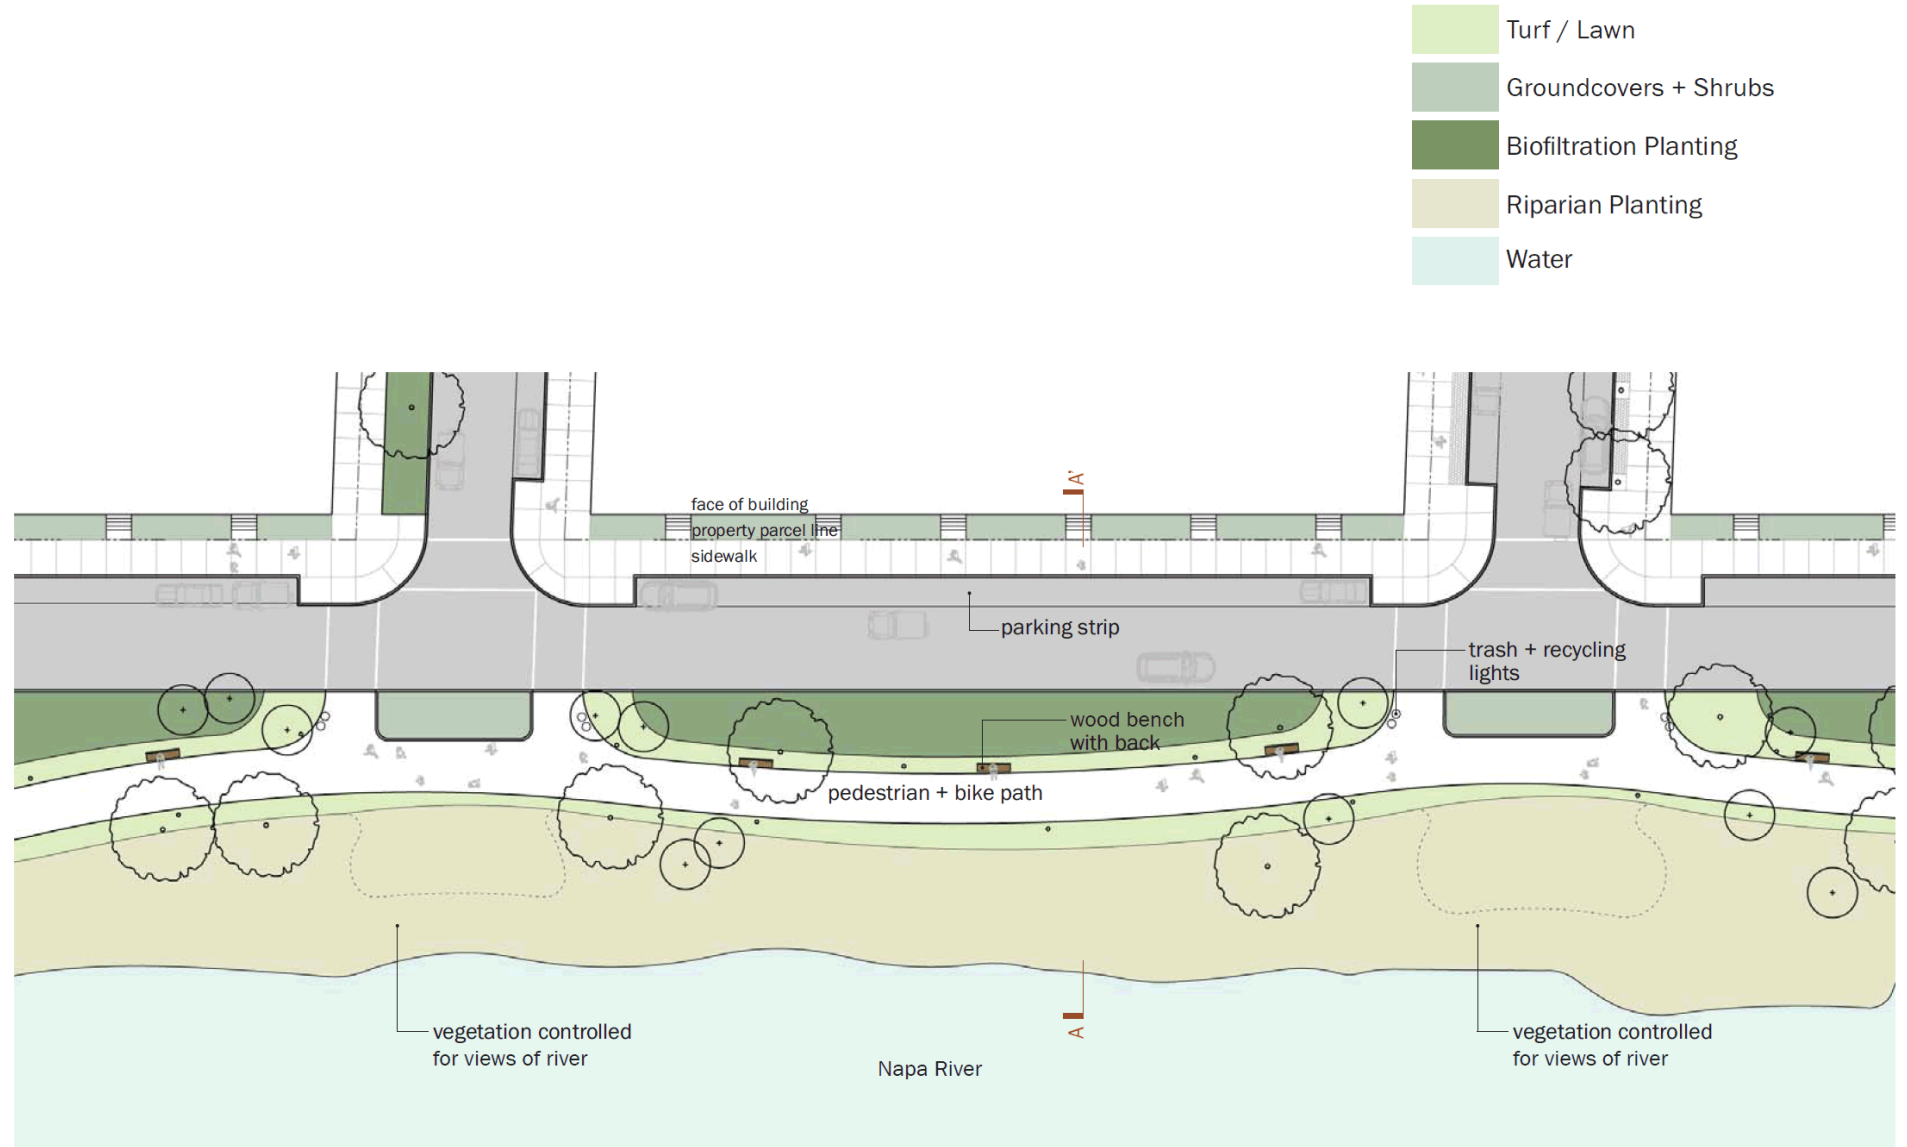 Turf / Lawn
Groundcovers + Shrubs
Biofiltration Planting
Riparian Planting
Water
A'
face of building
property parcel line
sidewalk
parking strip
trash + recycling
lights
wood bench
with back
pedestrian + bike path
vegetation controlled
for views of river
A
Napa River
vegetation controlled
for views of river